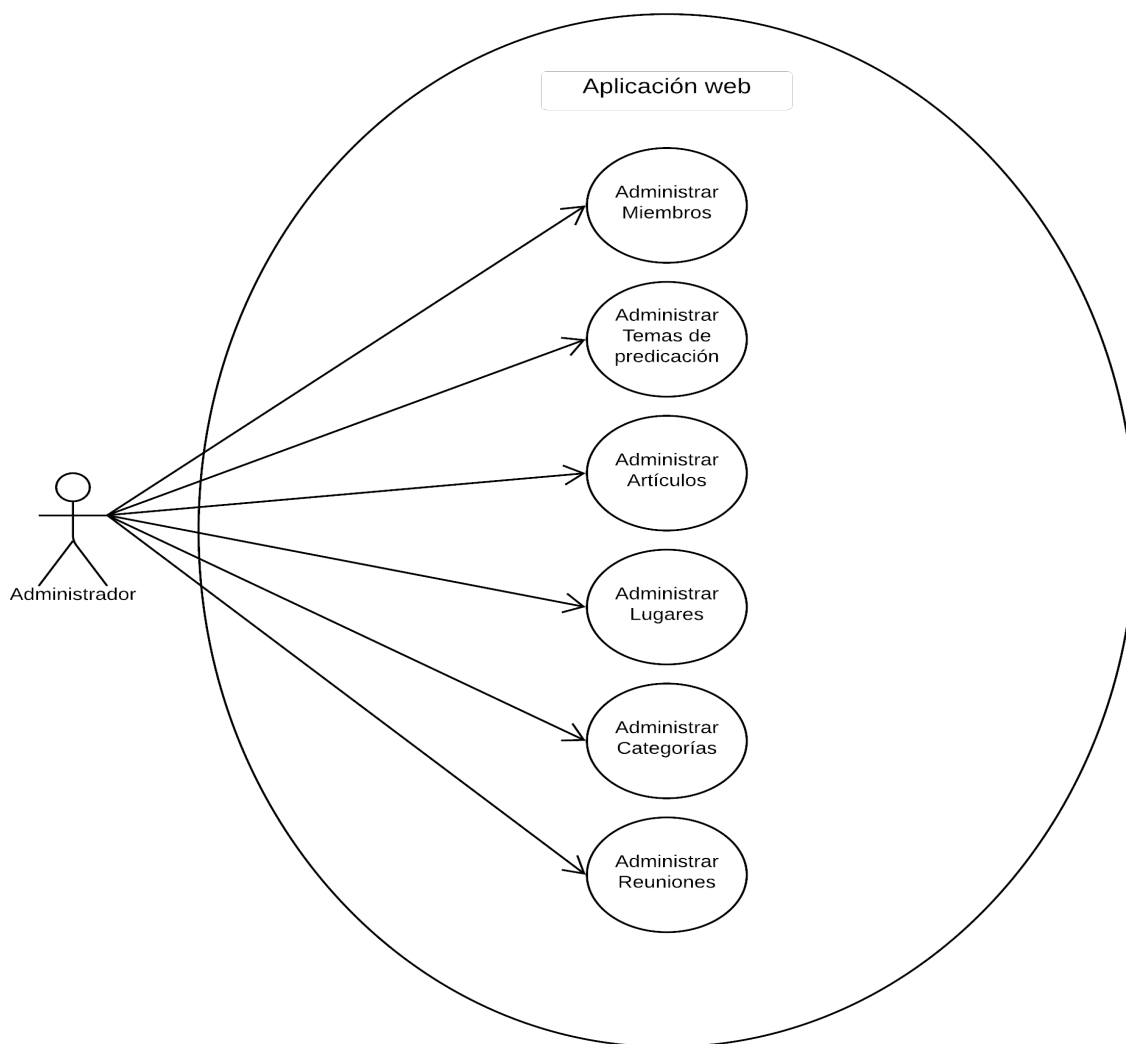 Aplicación web
Administrar
Miembros
Administrar
Temas de
predicación
Administrar
Artículos
Administrador
Administrar
Lugares
Administrar
Categorías
Administrar
Reuniones